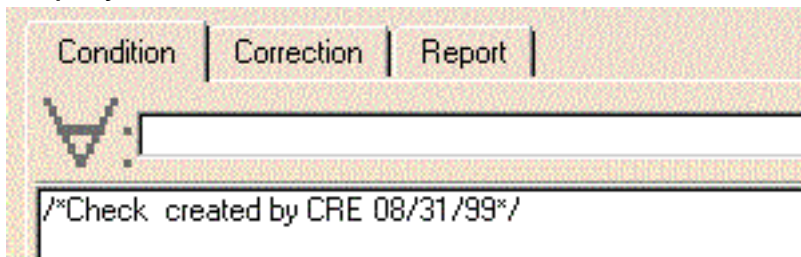 Condition Correction Report
∀:
/*Check created by CRE 08/31/99*/